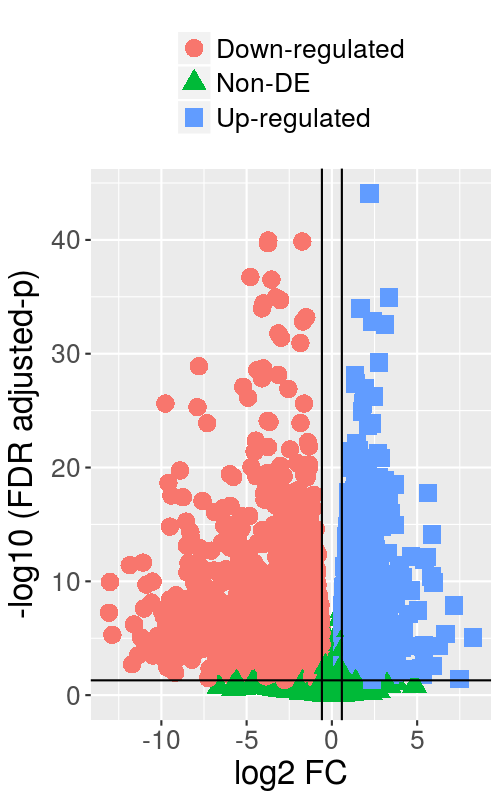 Down-regulated
Non-DE
Up-regulated
-log10 (FDR adjusted-p)
40
30
20
10
0
-10 -5 0 5
log2 FC